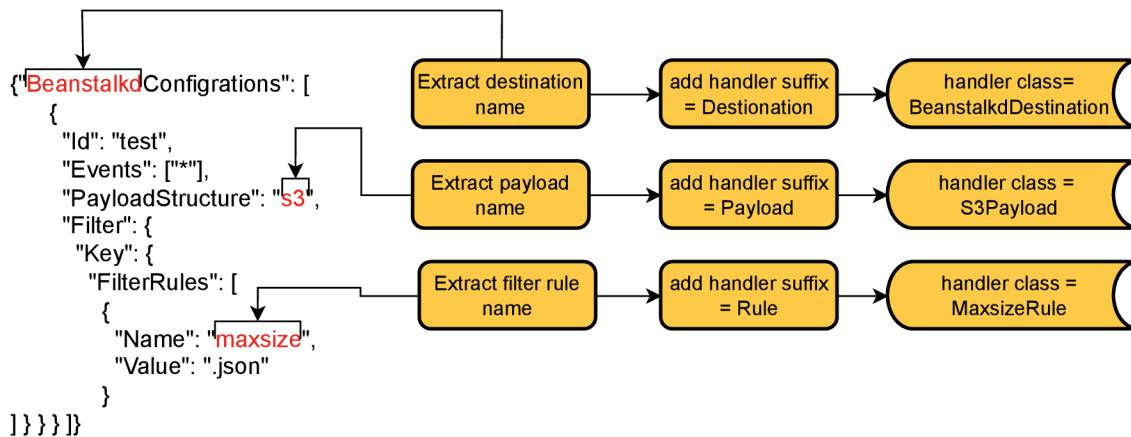 {"BeanstalkdConfigrations": [
{
"Id": "test",
"Events": ["*"],
"PayloadStructure": "s3",
"Filter": {
"Key": {
"FilterRules": [
{
"Name": "maxsize",
"Value": ".json"
}
] } } } ]}
Extract destination
name
add handler suffix
= Destionation
handler class=
BeanstalkdDestination
Extract payload
name
add handler suffix
= Payload
handler class =
S3Payload
Extract filter rule
name
add handler suffix
= Rule
handler class =
MaxsizeRule